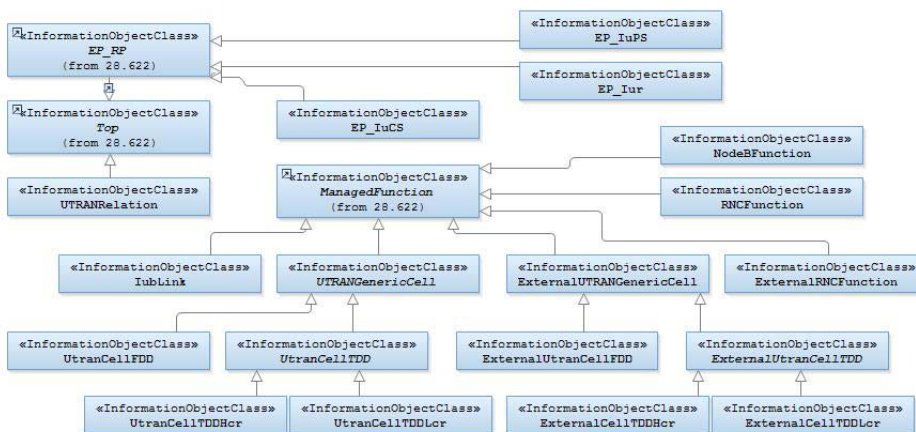 «InformationObjectClass»
EP_RP
(from 28.622)
«InformationObjectClass»
EP_IuPS
«InformationObjectClass»
EP_Iur
«InformationObjectClass»
Top
(from 28.622)
«InformationObjectClass»
EP_IuCS
«InformationObjectClass»
NodeBFunction
«InformationObjectClass»
UTRANRelation
«InformationObjectClass»
ManagedFunction
(from 28.622)
«InformationObjectClass»
RNCFunction
«InformationObjectClass»
IubLink
«InformationObjectClass»
UTRANGenericCell
«InformationObjectClass»
ExternalUTRANGenericCell
«InformationObjectClass»
ExternalRNCFunction
«InformationObjectClass»
UtranCellFDD
«InformationObjectClass»
UtranCellTDD
«InformationObjectClass»
ExternalUtranCellFDD
«InformationObjectClass»
ExternalUtranCellTDD
«InformationObjectClass»
UtranCellTDDHcr
«InformationObjectClass»
UtranCellTDDLcr
«InformationObjectClass»
ExternalCellTDDHcr
«InformationObjectClass»
ExternalCellTDDLcr